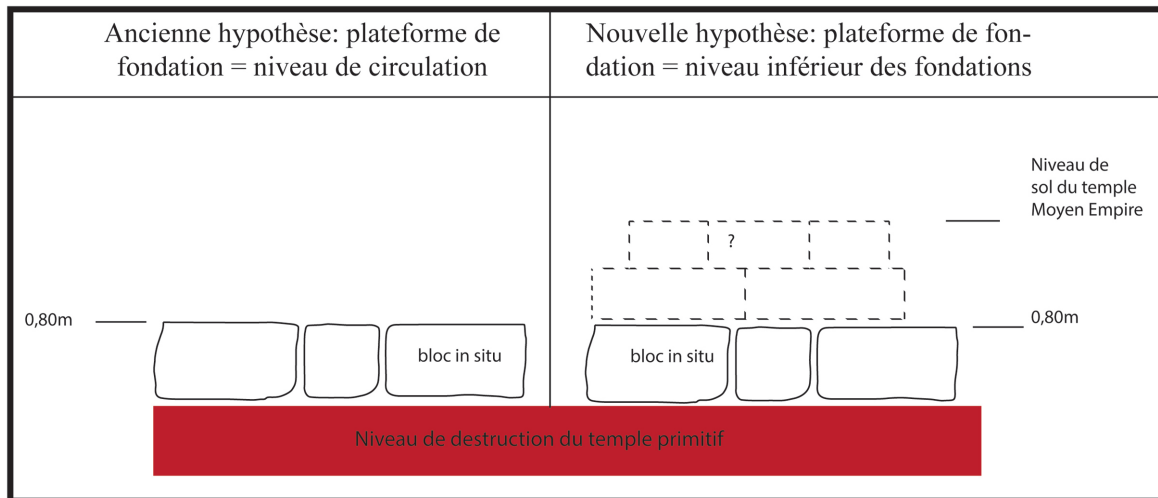 Ancienne hypothèse: plateforme de
fondation = niveau de circulation
Nouvelle hypothèse: plateforme de fon-
dation = niveau inférieur des fondations
Niveau de
sol du temple
Moyen Empire
?
0,80m
0,80m
bloc in situ
bloc in situ
Niveau de destruction du temple primitif